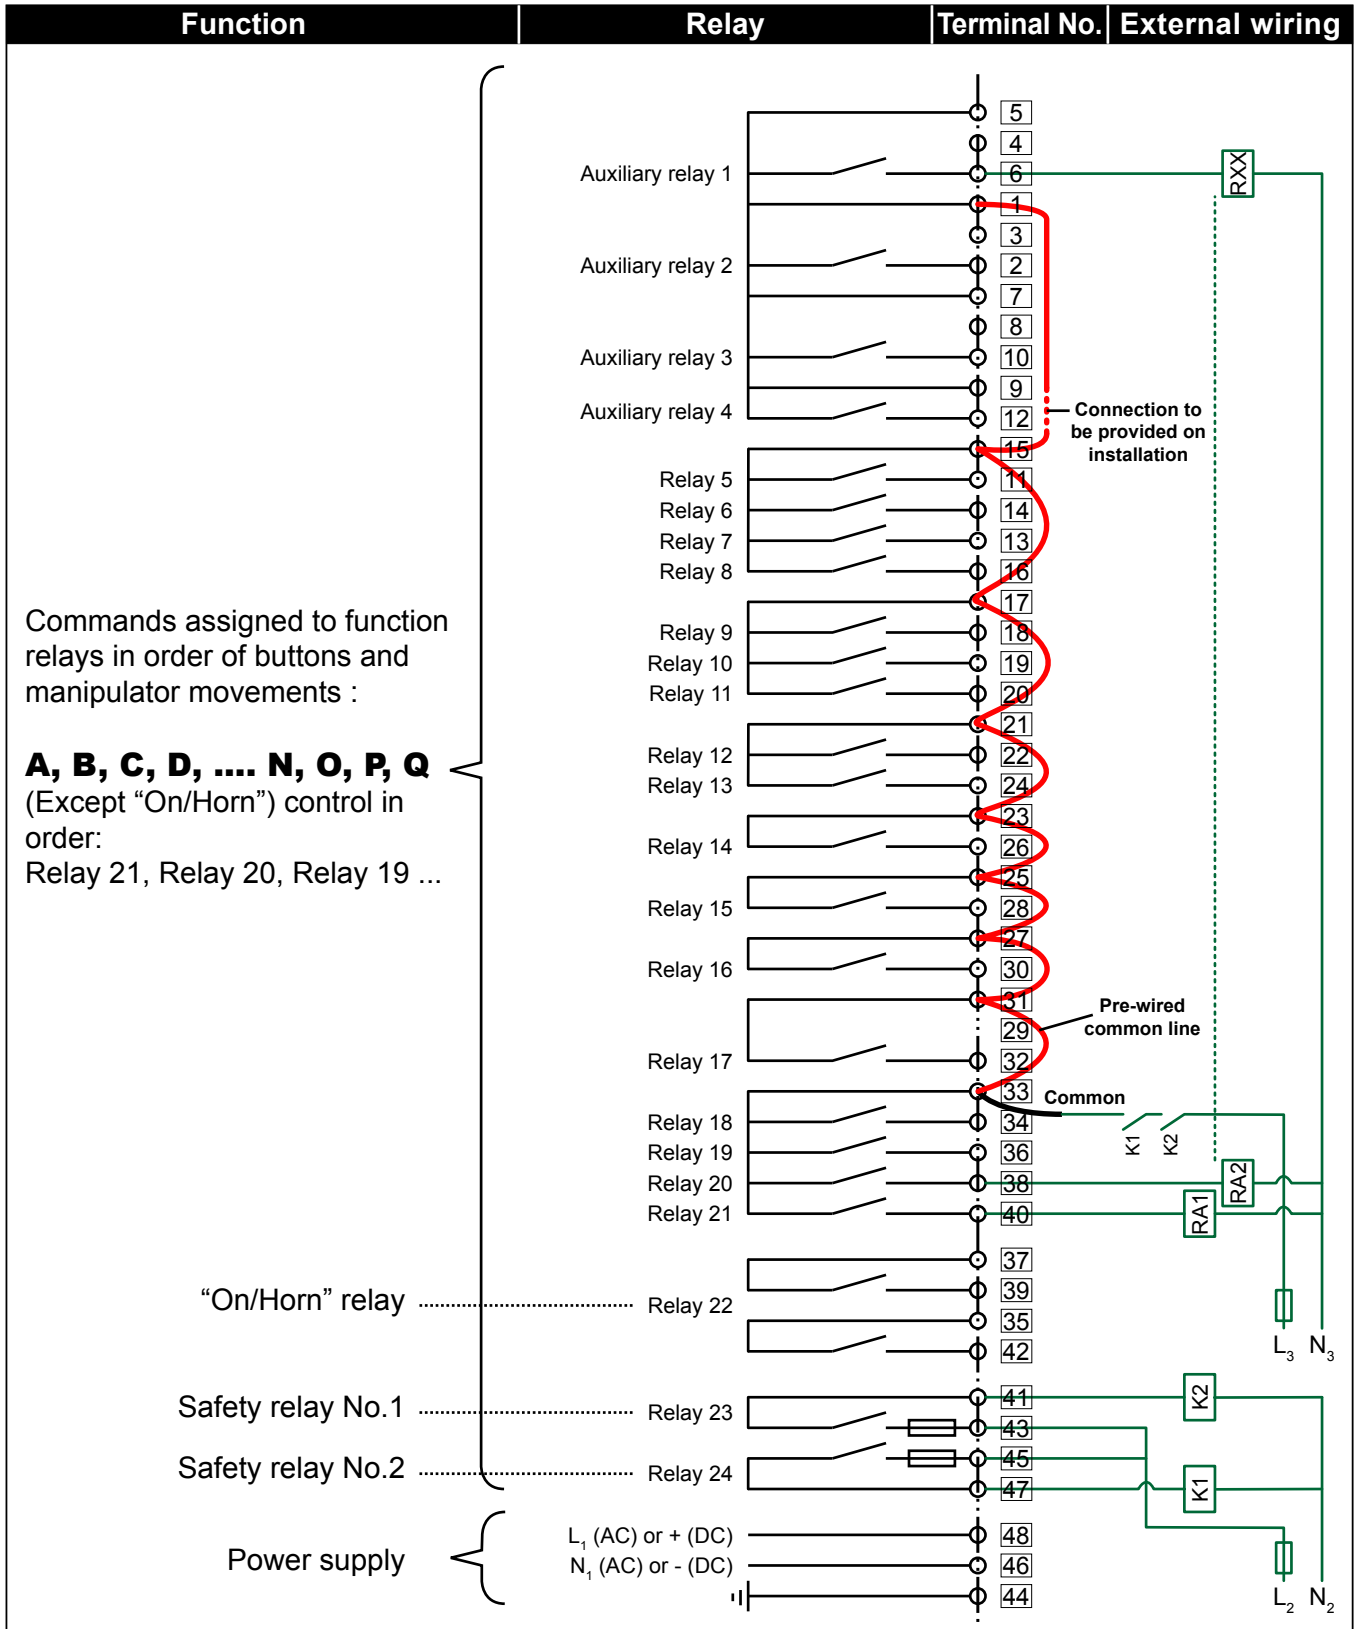 Function Relay Terminal No. External wiring
5
4
Auxiliary relay 1 6 RXX
1
3
Auxiliary relay 2 2
7
8
Auxiliary relay 3 10
9
Auxiliary relay 4 12
Connection to
be provided on
installation
15
Relay 5 11
Relay 6 14
Relay 7 13
Relay 8 16
17
Relay 9 18
Relay 10 19
Relay 11 20
21
Relay 12 22
Relay 13 24
23
Relay 14 26
25
Relay 15 28
27
Relay 16 30
31
29
Pre-wired
common line
Relay 17 32
33 Common
Relay 18 34 K1 K2
Relay 19 36
Relay 20 38 RA2
Relay 21 40 RA1
Commands assigned to function
relays in order of buttons and
manipulator movements :
A, B, C, D, .... N, O, P, Q
(Except “On/Horn”) control in
order:
Relay 21, Relay 20, Relay 19 ...
37
39
“On/Horn” relay Relay 22
35
42
L3 N3
41 K2
Safety relay No.1 Relay 23
43
45
Safety relay No.2 Relay 24
47 K1
Power supply
L1 (AC) or + (DC) 48
N1 (AC) or - (DC) 46
44
L2 N2